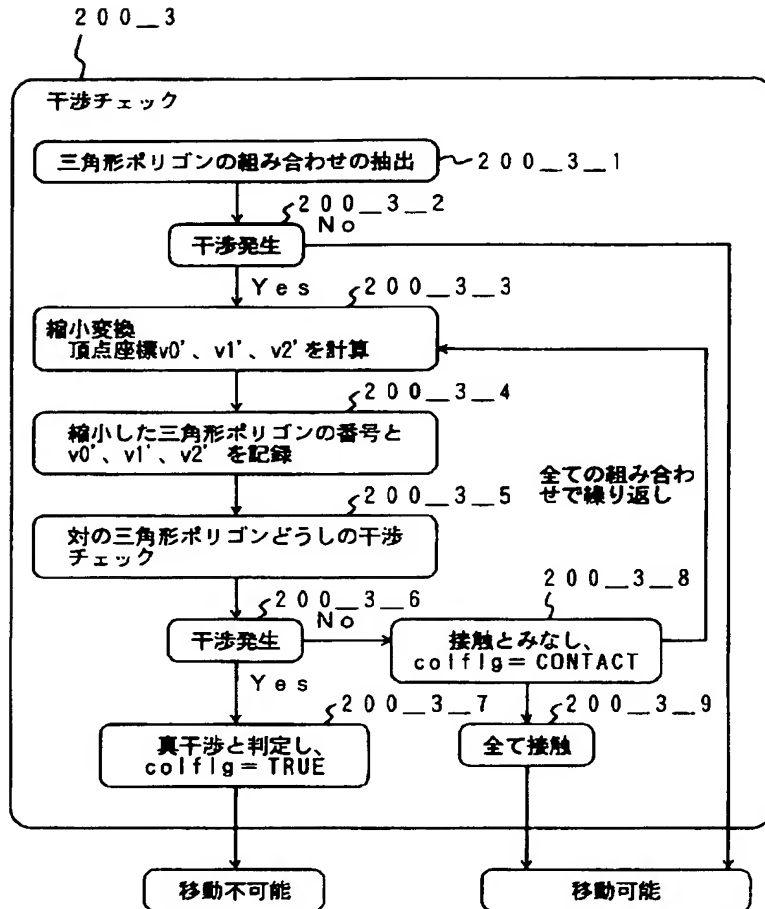 200_3
干渉チェック
三角形ポリゴンの組み合わせの抽出
200_3_1
200_3_2
No
干渉発生
Yes
200_3_3
縮小変換
頂点座標v0'、v1'、v2'を計算
200_3_4
縮小した三角形ポリゴンの番号と
v0'、v1'、v2' を記録
全ての組み合わ
せで繰り返し
200_3_5
対の三角形ポリゴンどうしの干渉
チェック
200_3_6
No
干渉発生
Yes
200_3_8
接触とみなし、
colflg= CONTACT
200_3_7
真干渉と判定し、
colflg= TRUE
200_3_9
全て接触
移動不可能
移動可能